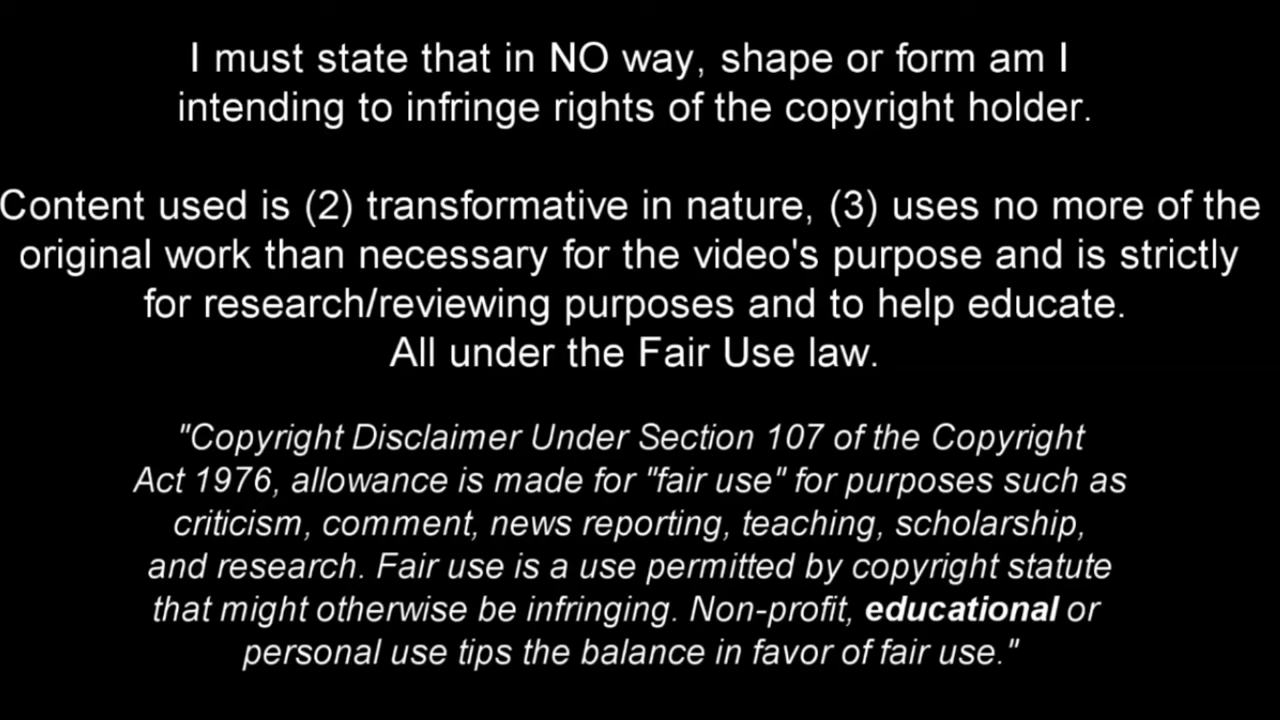 I must state that in NO way, shape or form am I
intending to infringe rights of the copyright holder.
Content used is (2) transformative in nature, (3) uses no more of the
original work than necessary for the video's purpose and is strictly
for research/reviewing purposes and to help educate.
All under the Fair Use law.
"Copyright Disclaimer Under Section 107 of the Copyright
Act 1976, allowance is made for "fair use" for purposes such as
criticism, comment, news reporting, teaching, scholarship,
and research. Fair use is a use permitted by copyright statute
that might otherwise be infringing. Non-profit, educational or
personal use tips the balance in favor of fair use."